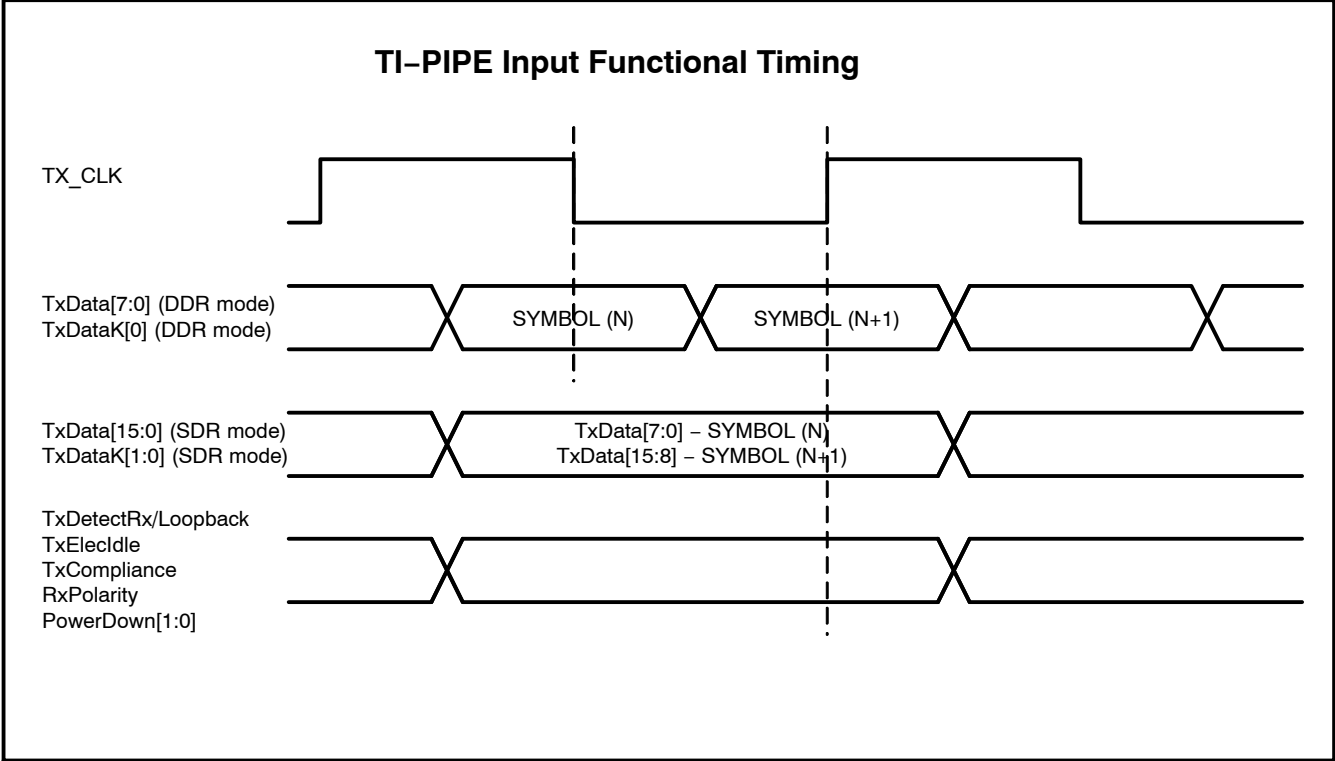 TI−PIPE Input Functional Timing
TX_CLK
TxData[7:0] (DDR mode)
TxDataK[0] (DDR mode)
SYMBOL (N)
SYMBOL (N+1)
TxData[15:0] (SDR mode)
TxDataK[1:0] (SDR mode)
TxData[7:0] − SYMBOL (N)
TxData[15:8] − SYMBOL (N+1)
TxDetectRx/Loopback
TxElecIdle
TxCompliance
RxPolarity
PowerDown[1:0]